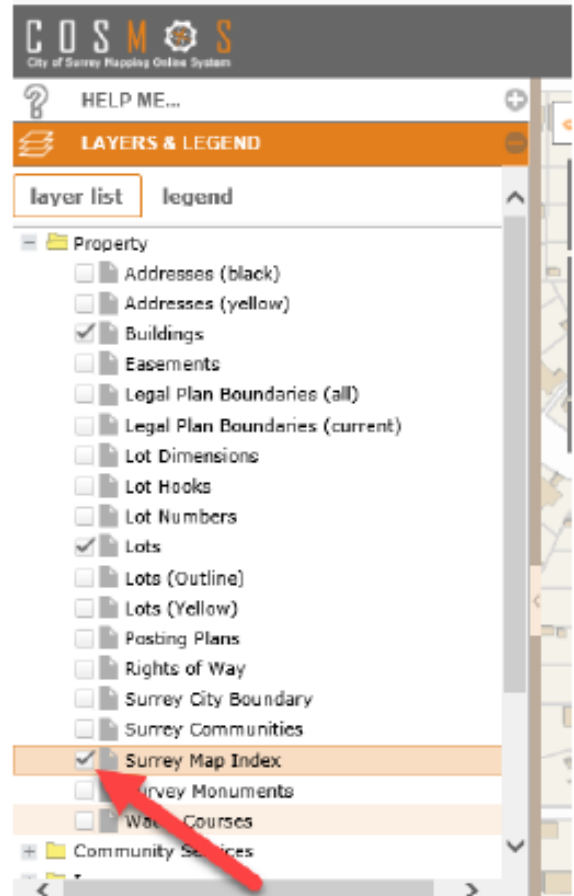 COSMOS
City of Surrey Mapping Online System
HELP ME...
LAYERS & LEGEND
layer list legend
Property
Addresses (black)
Addresses (yellow)
Buildings
Easements
Legal Plan Boundaries (all)
Legal Plan Boundaries (current)
Lot Dimensions
Lot Hooks
Lot Numbers
Lots
Lots (Outline)
Lots (Yellow)
Posting Plans
Rights of Way
Surrey City Boundary
Surrey Communities
Surrey Map Index
Monuments
Courses
Community Services